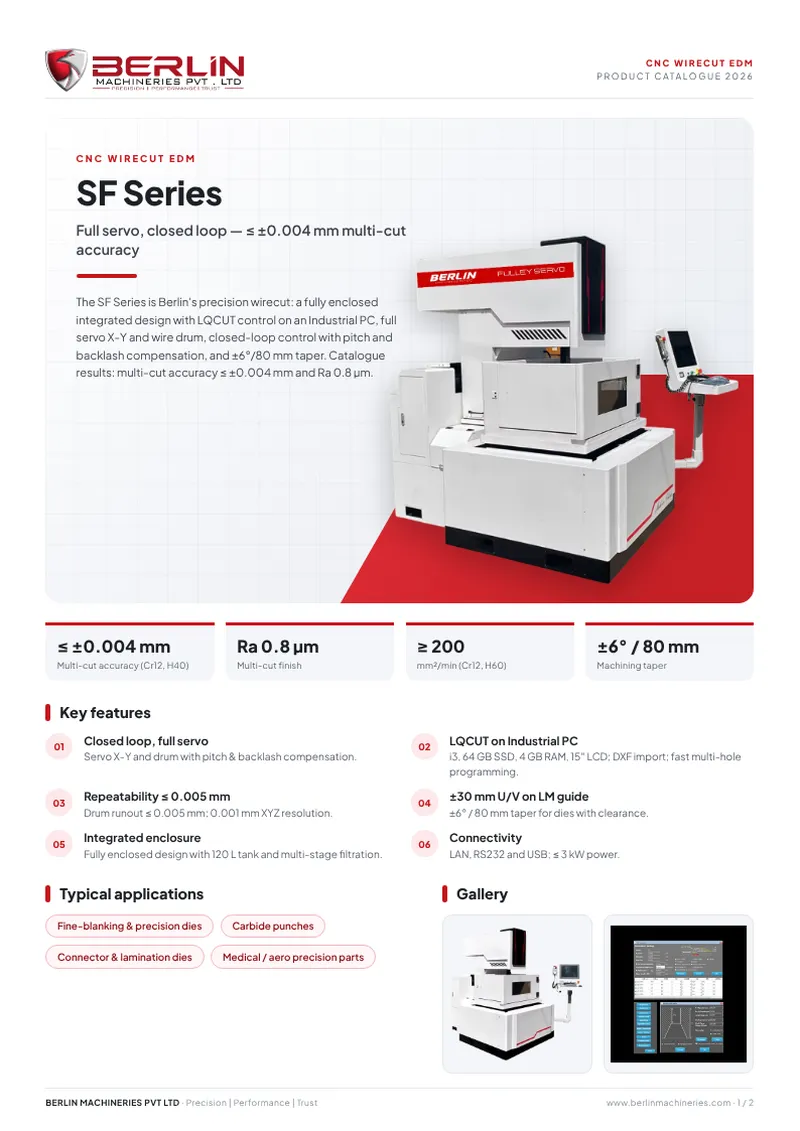 BERLIN
MACHINERIES PVT . LTD
CNC WIRECUT EDM
PRODUCT CATALOGUE 2026
CNC WIRECUT EDM
SF Series
Full servo, closed loop — ≤ ±0.004 mm multi-cut
accuracy
The SF Series is Berlin's precision wirecut: a fully enclosed
integrated design with LQCUT control on an Industrial PC, full
servo X-Y and wire drum, closed-loop control with pitch and
backlash compensation, and ±6°/80 mm taper. Catalogue
results: multi-cut accuracy ≤ ±0.004 mm and Ra 0.8 µm.
BERLIN FULLEY SERVO
≤ ±0.004 mm
Multi-cut accuracy (Cr12, H40)
Ra 0.8 µm
Multi-cut finish
≥ 200
mm²/min (Cr12, H60)
±6° / 80 mm
Machining taper
Key features
01 Closed loop, full servo
Servo X-Y and drum with pitch & backlash compensation.
02 LQCUT on Industrial PC
i3, 64 GB SSD, 4 GB RAM, 15" LCD; DXF import; fast multi-hole
programming.
03 Repeatability ≤ 0.005 mm
Drum runout ≤ 0.005 mm; 0.001 mm XYZ resolution.
04 ±30 mm U/V on LM guide
±6° / 80 mm taper for dies with clearance.
05 Integrated enclosure
Fully enclosed design with 120 L tank and multi-stage filtration.
06 Connectivity
LAN, RS232 and USB; ≤ 3 kW power.
Typical applications
Fine-blanking & precision dies
Carbide punches
Connector & lamination dies
Medical / aero precision parts
Gallery
BERLIN MACHINERIES PVT LTD · Precision | Performance | Trust
www.berlinmachineries.com · 1 / 2